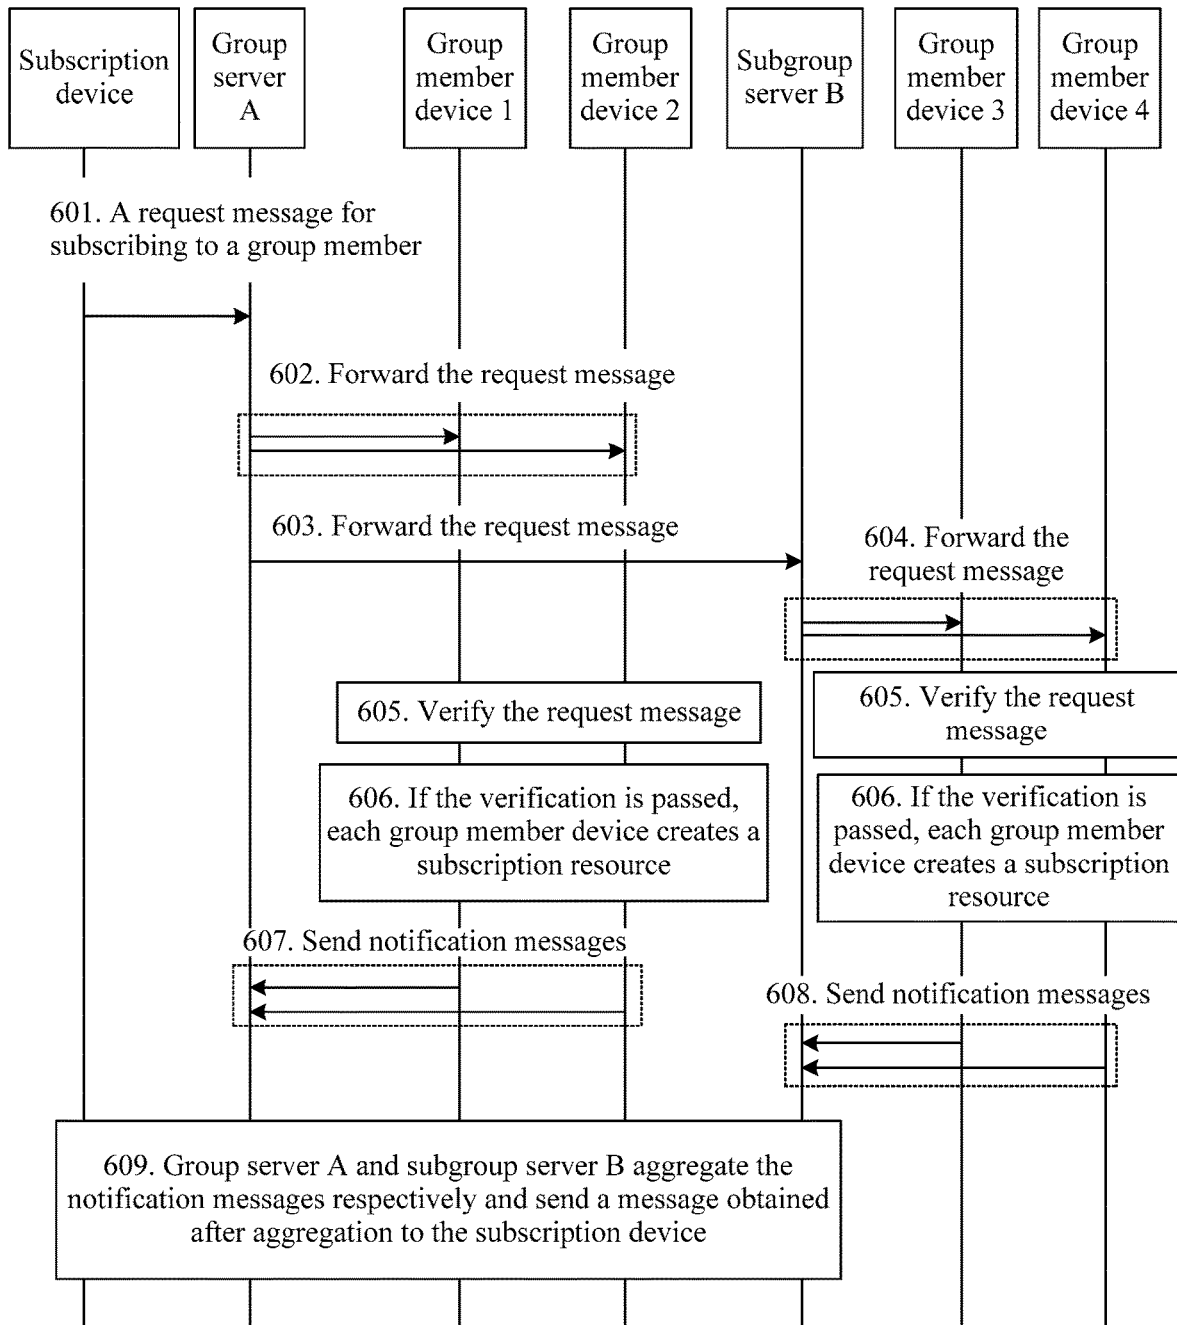 Subscription
device
Group
server
A
Group
member
device 1
Group
member
device 2
Subgroup
server B
Group
member
device 3
Group
member
device 4
601. A request message for
subscribing to a group member
602. Forward the request message
603. Forward the request message
604. Forward the
request message
605. Verify the request message
605. Verify the request
message
606. If the verification is passed,
each group member device creates a
subscription resource
606. If the verification is
passed, each group member
device creates a subscription
resource
607. Send notification messages
608. Send notification messages
609. Group server A and subgroup server B aggregate the
notification messages respectively and send a message obtained
after aggregation to the subscription device